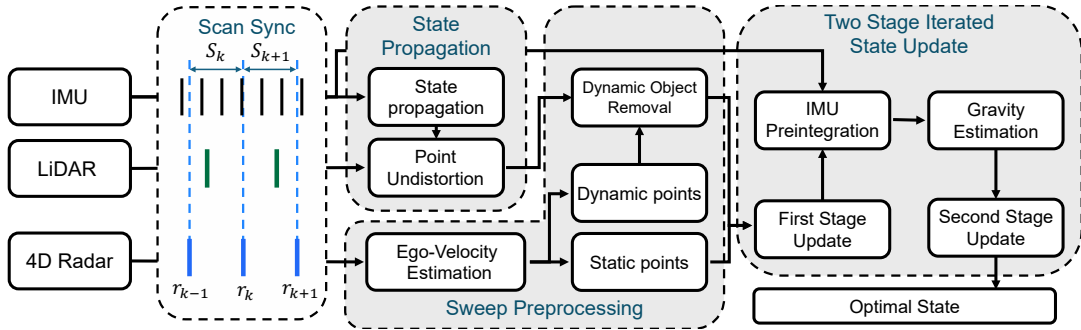 Scan Sync
S_k
S_{k+1}
IMU
LiDAR
4D Radar
r_{k-1}
r_k
r_{k+1}
State
Propagation
State
propagation
Point
Undistortion
Ego-Velocity
Estimation
Dynamic Object
Removal
Dynamic points
Static points
Sweep Preprocessing
Two Stage Iterated
State Update
IMU
Preintegration
Gravity
Estimation
First Stage
Update
Second Stage
Update
Optimal State